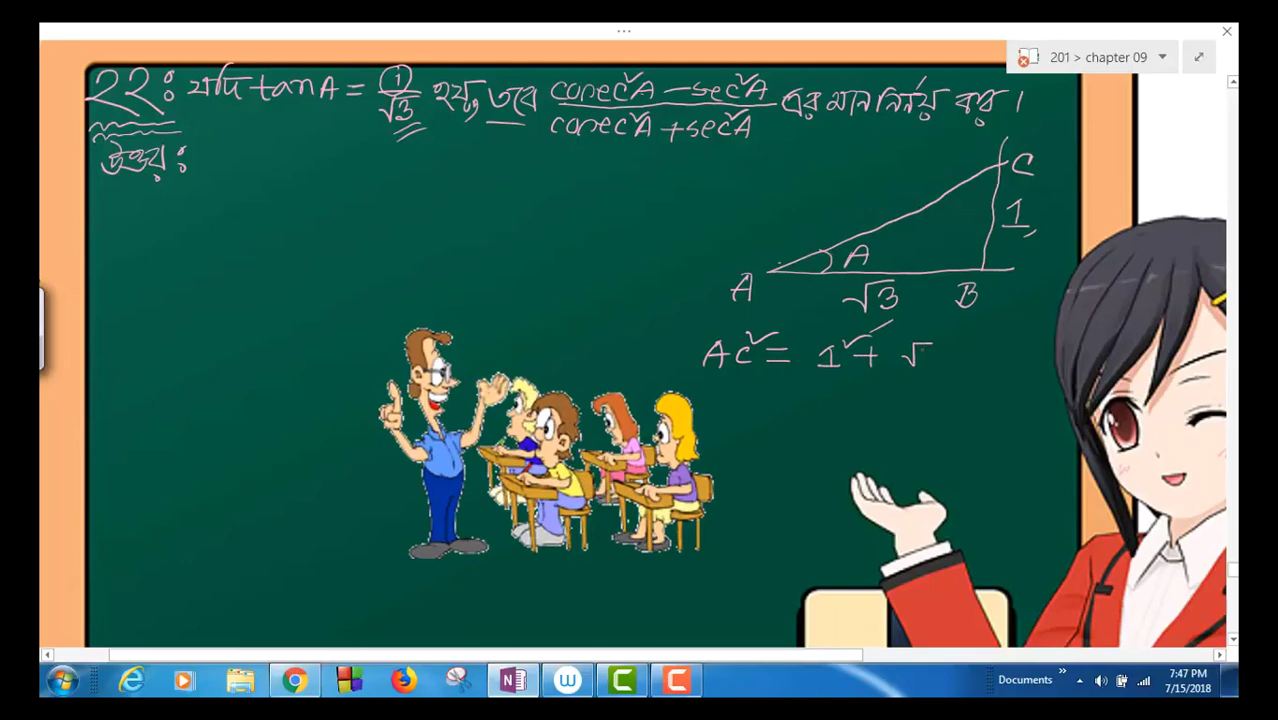 201 > chapter 09
২২ঃ যদি tanA = 1/√3 হয়, তবে cosec²A - sec²A / cosec²A + sec²A এর মান নির্ণয় কর।
উত্তরঃ
C
1
A
A
√3
B
AC² = 1² + √
Documents
7:47 PM
7/15/2018